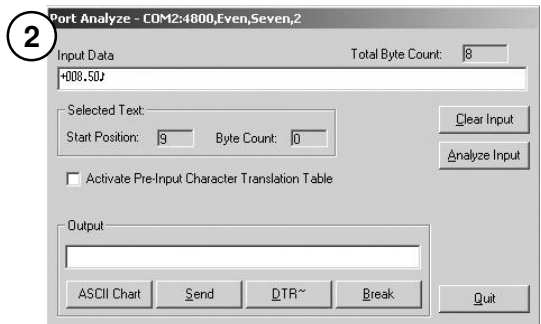 2
Port Analyze - COM2:4800,Even,Seven,2
Input Data Total Byte Count: 8
+008.50♪
Selected Text:
Start Position: 9 Byte Count: 0
Clear Input
Analyze Input
Activate Pre-Input Character Translation Table
Output
ASCII Chart Send DTR~ Break Quit